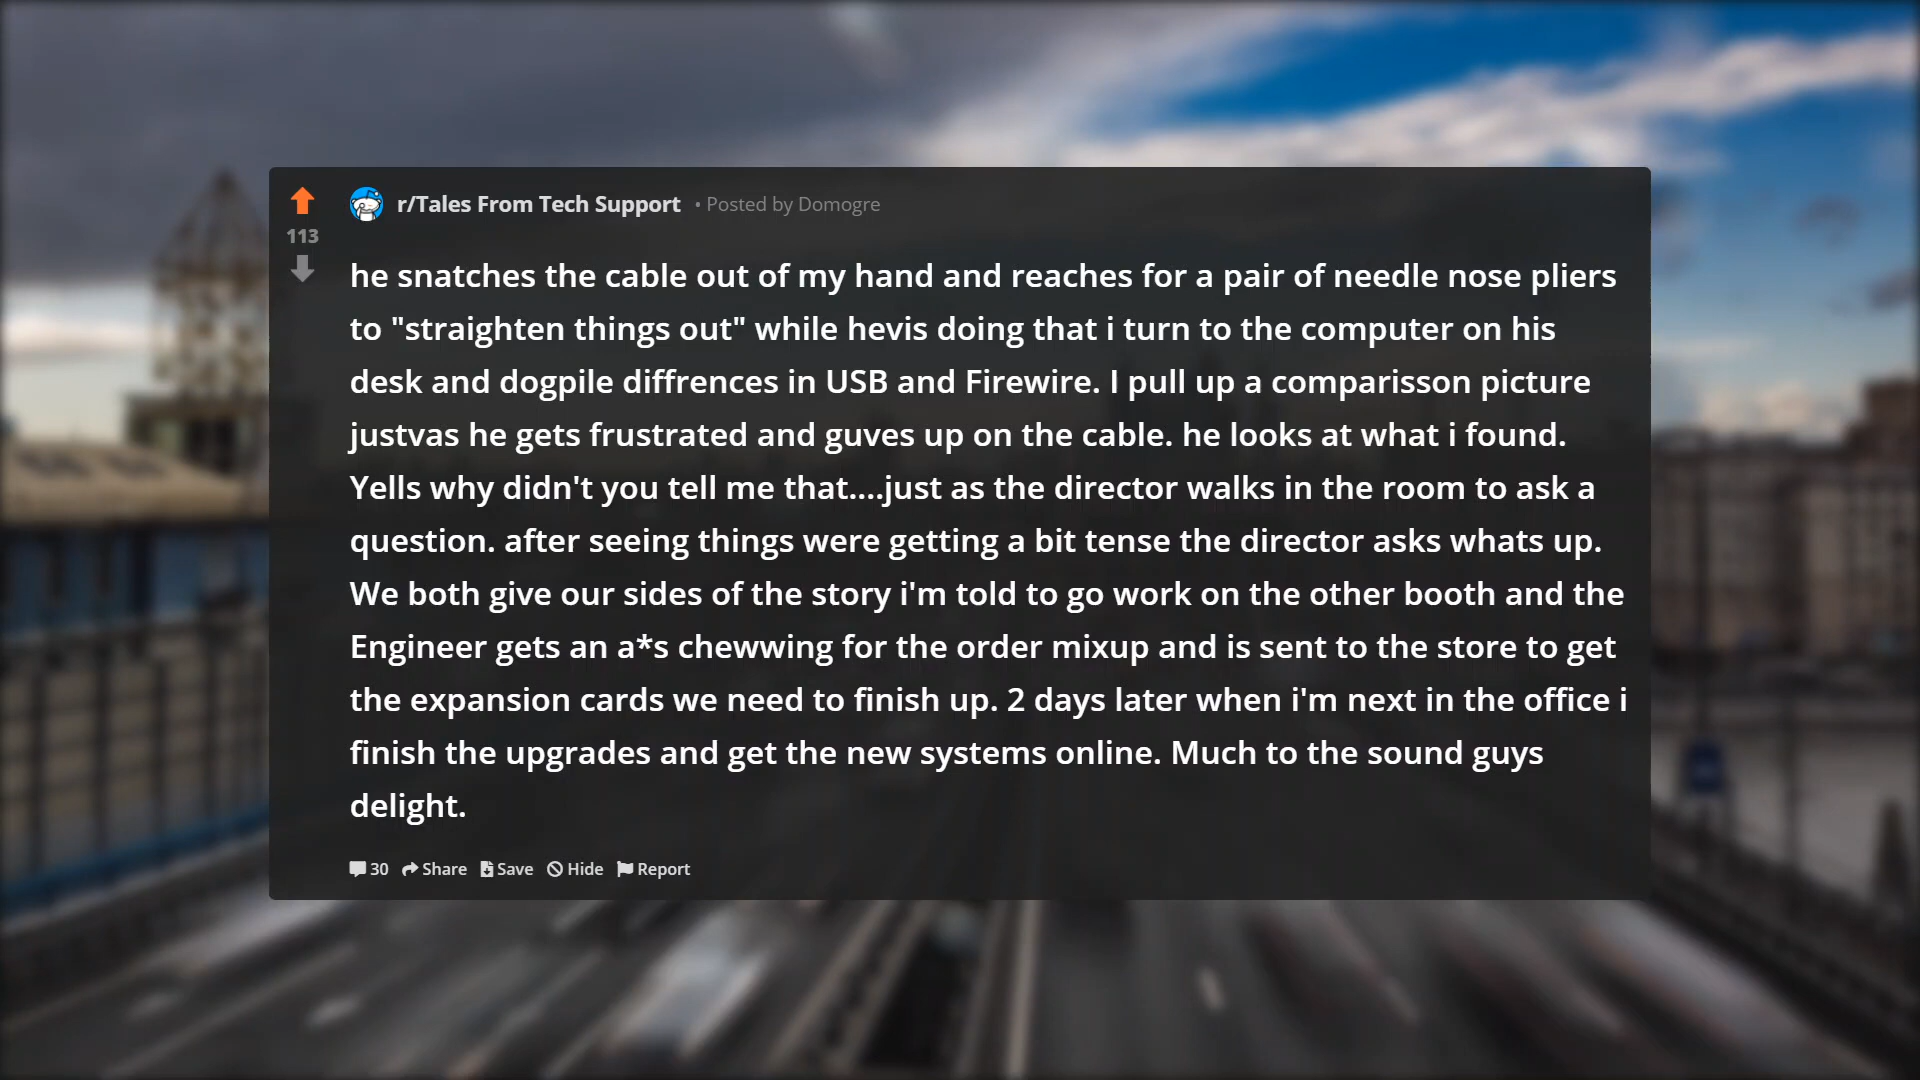 r/Tales From Tech Support • Posted by Domogre
113
he snatches the cable out of my hand and reaches for a pair of needle nose pliers
to "straighten things out" while hevis doing that i turn to the computer on his
desk and dogpile diffrences in USB and Firewire. I pull up a comparisson picture
justvas he gets frustrated and guves up on the cable. he looks at what i found.
Yells why didn't you tell me that....just as the director walks in the room to ask a
question. after seeing things were getting a bit tense the director asks whats up.
We both give our sides of the story i'm told to go work on the other booth and the
Engineer gets an a*s chewwing for the order mixup and is sent to the store to get
the expansion cards we need to finish up. 2 days later when i'm next in the office i
finish the upgrades and get the new systems online. Much to the sound guys
delight.
30 Share Save Hide Report